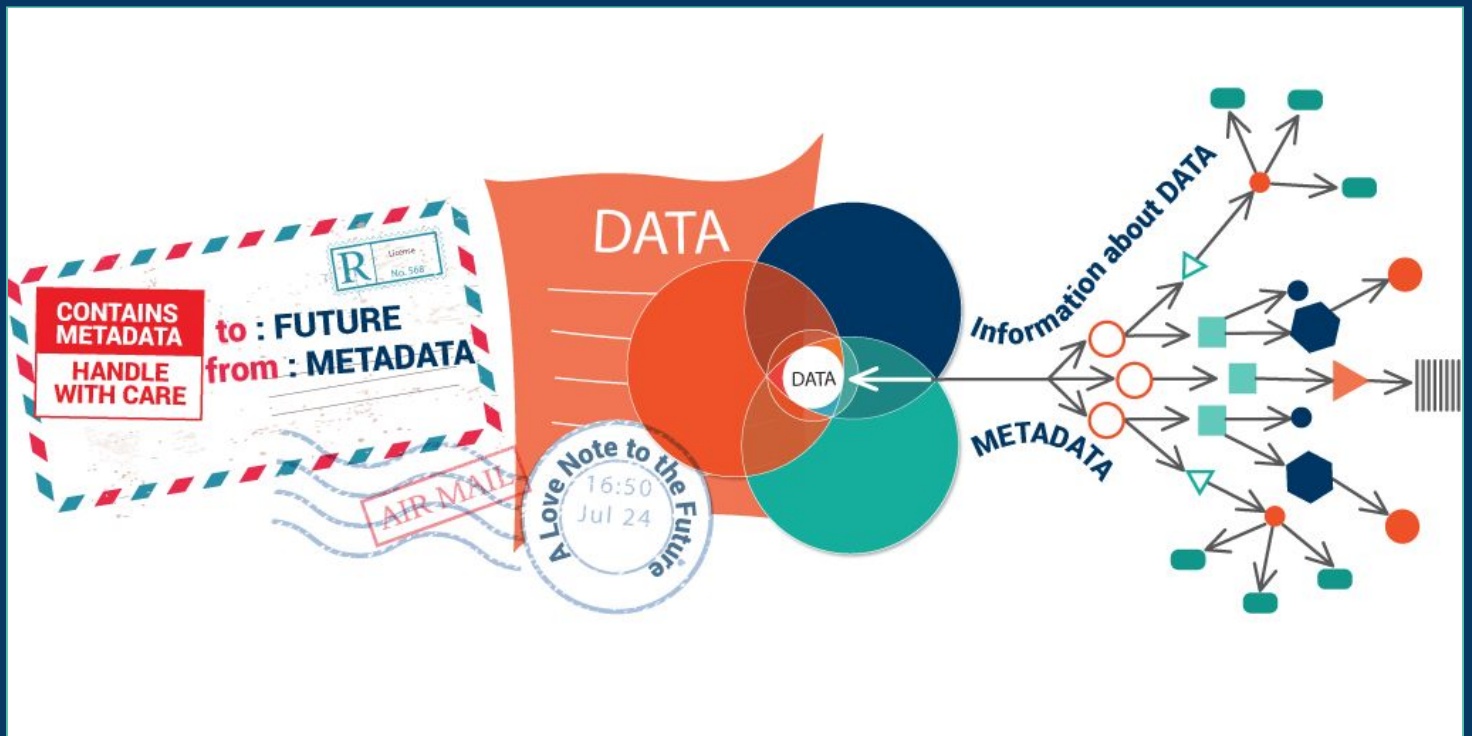 CONTAINS
METADATA
HANDLE
WITH CARE
to : FUTURE
from : METADATA
R
License
No. 568
AIR MAIL
DATA
A Love Note to the Future
16:50
Jul 24
DATA
Information about DATA
METADATA